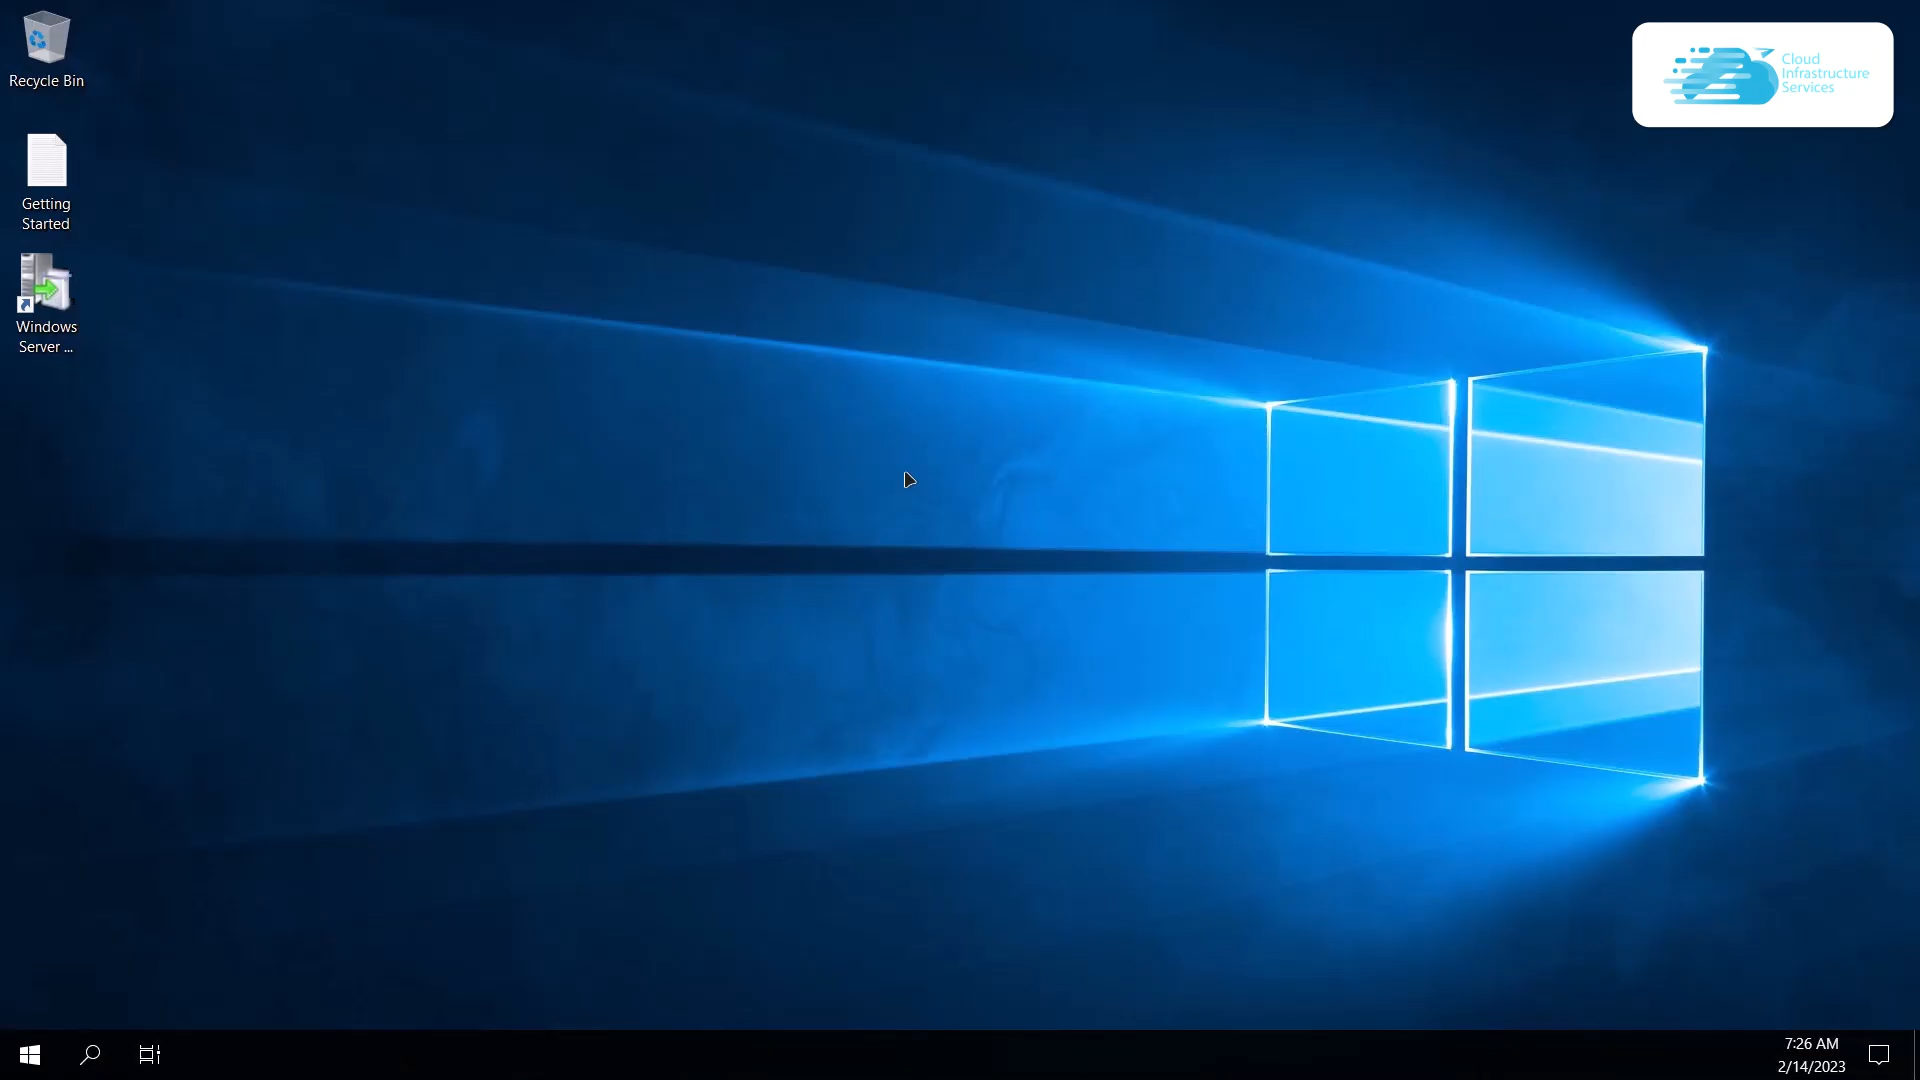 Recycle Bin
Getting
Started
Windows
Server ...
Cloud
Infrastructure
Services
7:26 AM
2/14/2023